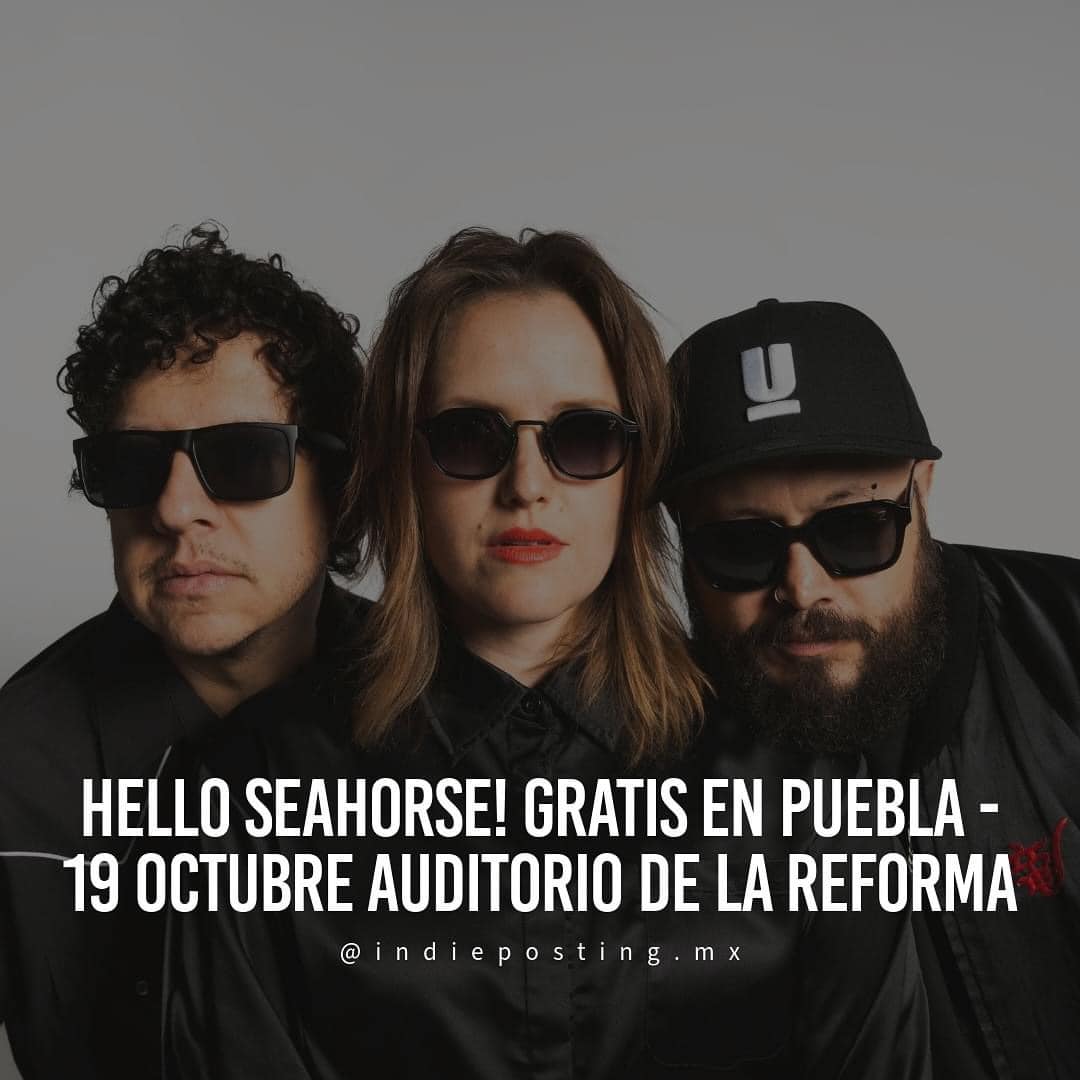 U
HELLO SEAHORSE! GRATIS EN PUEBLA -
19 OCTUBRE AUDITORIO DE LA REFORMA
@indieposting.mx